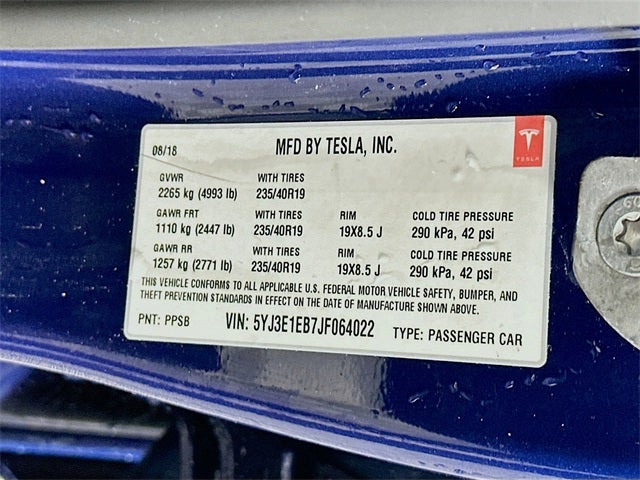 08/18 MFD BY TESLA, INC.
TESLA
GVWR WITH TIRES
2265 kg (4993 lb) 235/40R19
GAWR FRT WITH TIRES RIM COLD TIRE PRESSURE
1110 kg (2447 lb) 235/40R19 19X8.5 J 290 kPa, 42 psi
GAWR RR WITH TIRES RIM COLD TIRE PRESSURE
1257 kg (2771 lb) 235/40R19 19X8.5 J 290 kPa, 42 psi
THIS VEHICLE CONFORMS TO ALL APPLICABLE U.S. FEDERAL MOTOR VEHICLE SAFETY, BUMPER, AND
THEFT PREVENTION STANDARDS IN EFFECT ON THE DATE OF MANUFACTURE SHOWN ABOVE.
PNT: PPSB VIN: 5YJ3E1EB7JF064022 TYPE: PASSENGER CAR